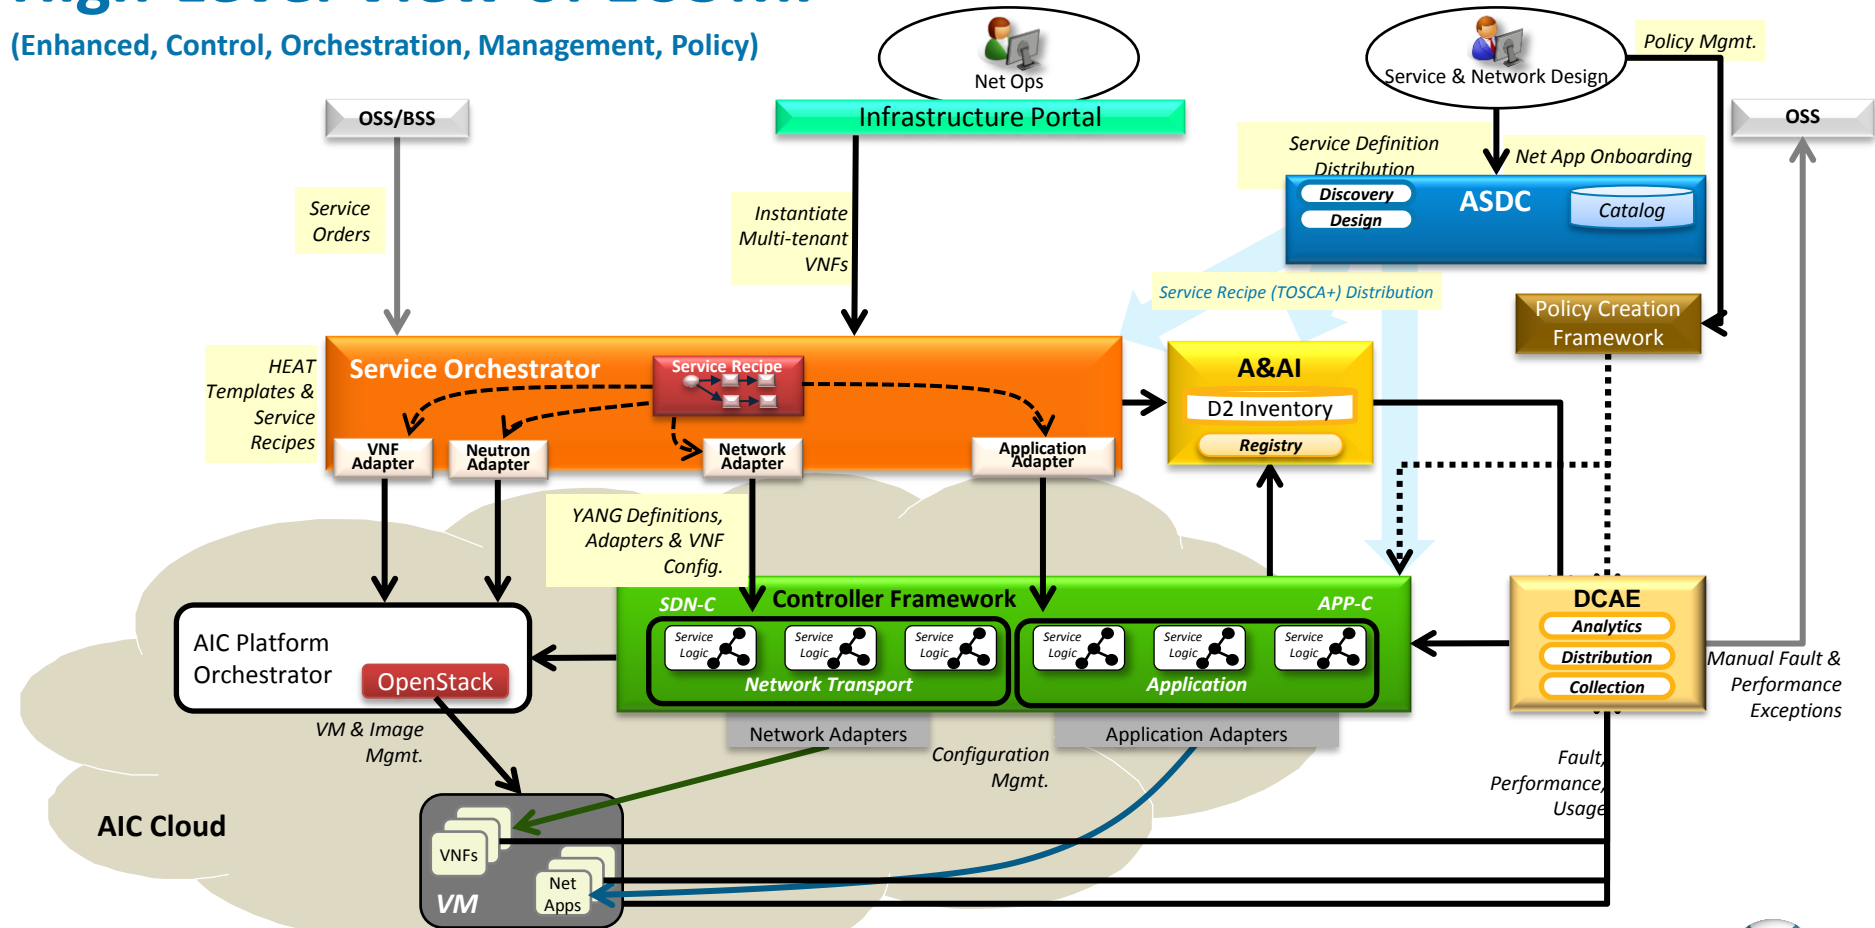 (Enhanced, Control, Orchestration, Management, Policy)
Net Ops
Service & Network Design
Policy Mgmt.
OSS/BSS
Infrastructure Portal
OSS
Service Definition
Distribution
Net App Onboarding
Discovery
Design
ASDC
Catalog
Service
Orders
Instantiate
Multi-tenant
VNFs
Service Recipe (TOSCA+) Distribution
Policy Creation
Framework
HEAT
Templates &
Service
Recipes
Service Orchestrator
Service Recipe
A&AI
D2 Inventory
Registry
VNF
Adapter
Neutron
Adapter
Network
Adapter
Application
Adapter
YANG Definitions,
Adapters & VNF
Config.
SDN-C
Controller Framework
APP-C
Service
Logic
Service
Logic
Service
Logic
Service
Logic
Service
Logic
Service
Logic
Network Transport
Application
DCAE
Analytics
Distribution
Collection
AIC Platform
Orchestrator
OpenStack
Manual Fault &
Performance
Exceptions
VM & Image
Mgmt.
Network Adapters
Application Adapters
Configuration
Mgmt.
Fault,
Performance,
Usage
AIC Cloud
VNFs
Net
Apps
VM